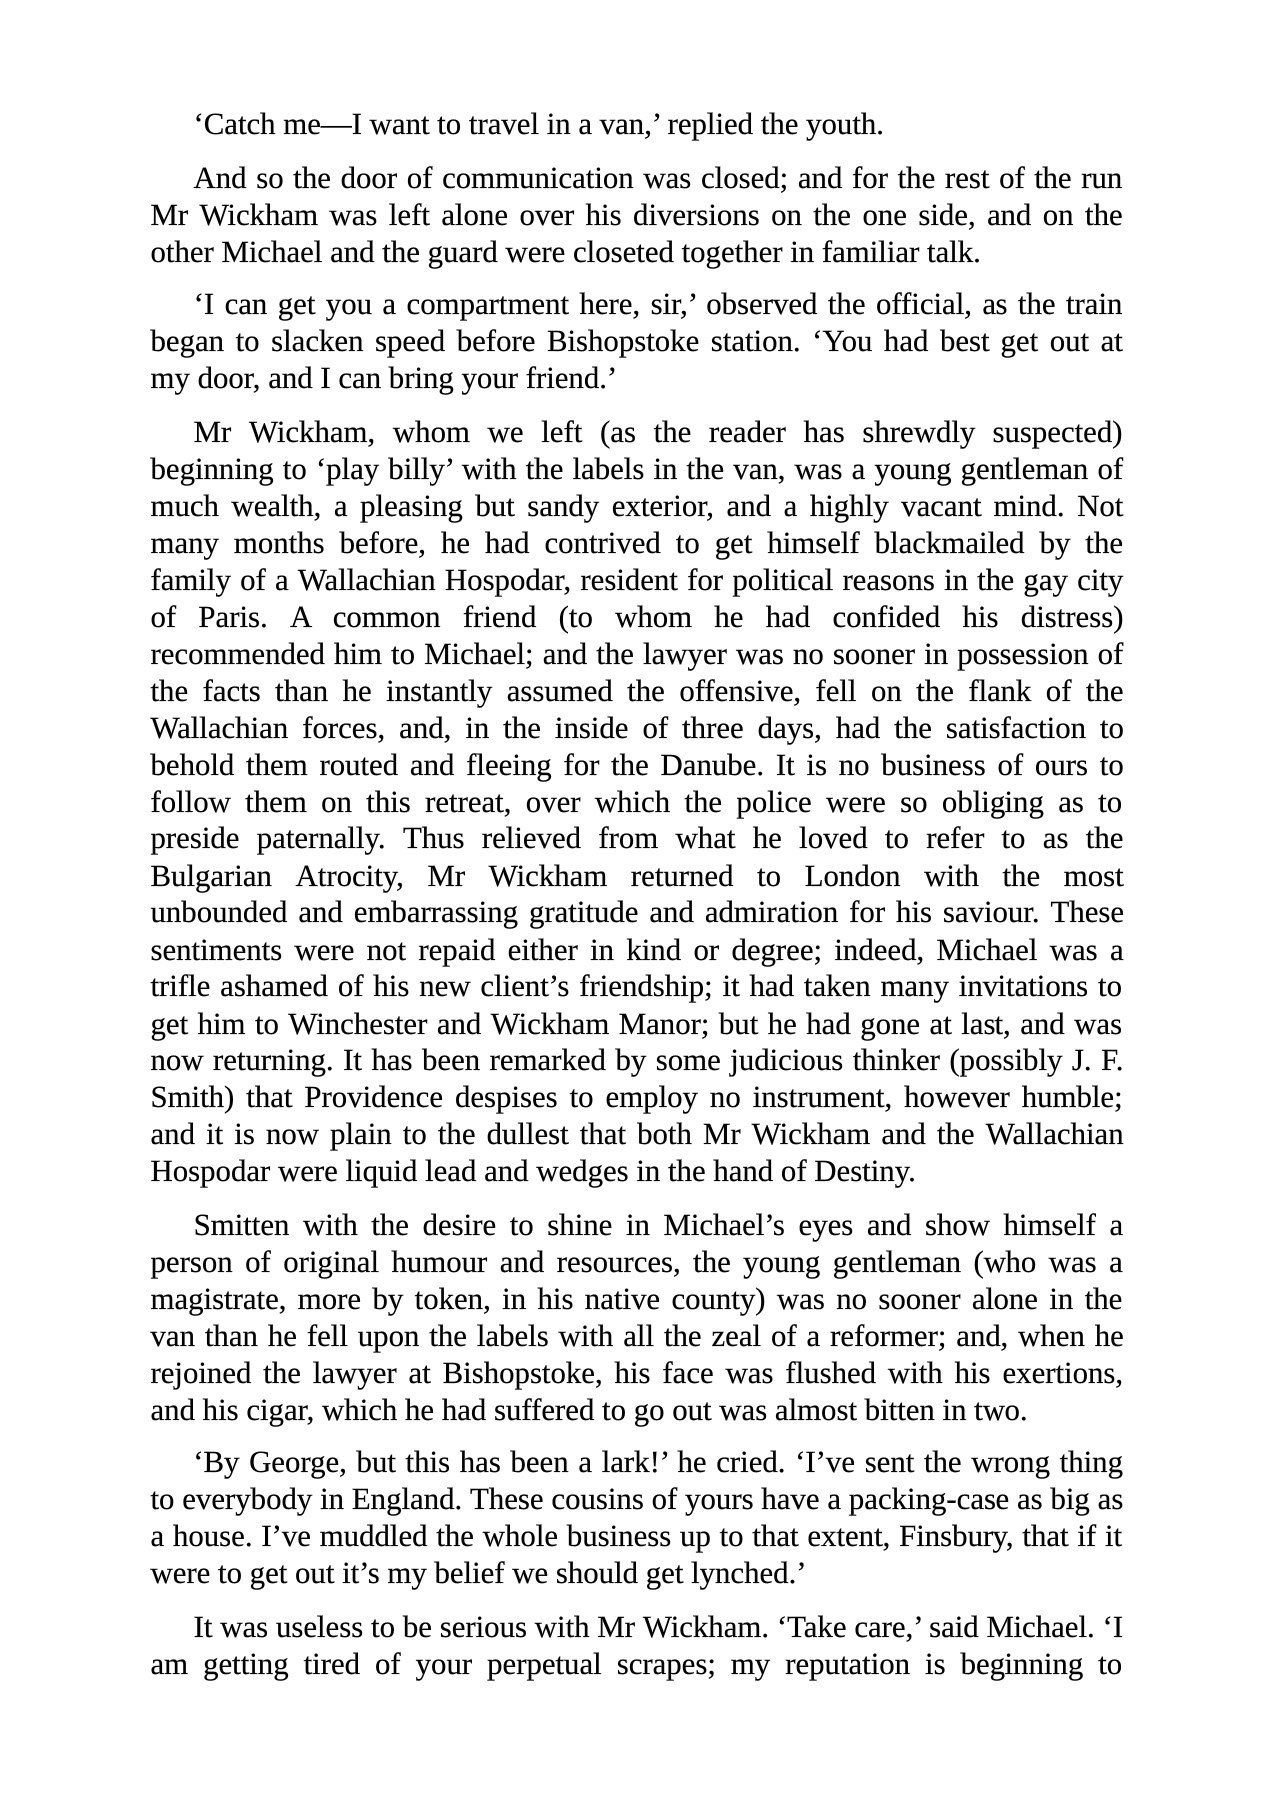 ‘Catch me—I want to travel in a van,’ replied the youth.
And so the door of communication was closed; and for the rest of the run
Mr Wickham was left alone over his diversions on the one side, and on the
other Michael and the guard were closeted together in familiar talk.
‘I can get you a compartment here, sir,’ observed the official, as the train
began to slacken speed before Bishopstoke station. ‘You had best get out at
my door, and I can bring your friend.’
Mr Wickham, whom we left (as the reader has shrewdly suspected)
beginning to ‘play billy’ with the labels in the van, was a young gentleman of
much wealth, a pleasing but sandy exterior, and a highly vacant mind. Not
many months before, he had contrived to get himself blackmailed by the
family of a Wallachian Hospodar, resident for political reasons in the gay city
of Paris. A common friend (to whom he had confided his distress)
recommended him to Michael; and the lawyer was no sooner in possession of
the facts than he instantly assumed the offensive, fell on the flank of the
Wallachian forces, and, in the inside of three days, had the satisfaction to
behold them routed and fleeing for the Danube. It is no business of ours to
follow them on this retreat, over which the police were so obliging as to
preside paternally. Thus relieved from what he loved to refer to as the
Bulgarian Atrocity, Mr Wickham returned to London with the most
unbounded and embarrassing gratitude and admiration for his saviour. These
sentiments were not repaid either in kind or degree; indeed, Michael was a
trifle ashamed of his new client’s friendship; it had taken many invitations to
get him to Winchester and Wickham Manor; but he had gone at last, and was
now returning. It has been remarked by some judicious thinker (possibly J. F.
Smith) that Providence despises to employ no instrument, however humble;
and it is now plain to the dullest that both Mr Wickham and the Wallachian
Hospodar were liquid lead and wedges in the hand of Destiny.
Smitten with the desire to shine in Michael’s eyes and show himself a
person of original humour and resources, the young gentleman (who was a
magistrate, more by token, in his native county) was no sooner alone in the
van than he fell upon the labels with all the zeal of a reformer; and, when he
rejoined the lawyer at Bishopstoke, his face was flushed with his exertions,
and his cigar, which he had suffered to go out was almost bitten in two.
‘By George, but this has been a lark!’ he cried. ‘I’ve sent the wrong thing
to everybody in England. These cousins of yours have a packing-case as big as
a house. I’ve muddled the whole business up to that extent, Finsbury, that if it
were to get out it’s my belief we should get lynched.’
It was useless to be serious with Mr Wickham. ‘Take care,’ said Michael. ‘I
am getting tired of your perpetual scrapes; my reputation is beginning to